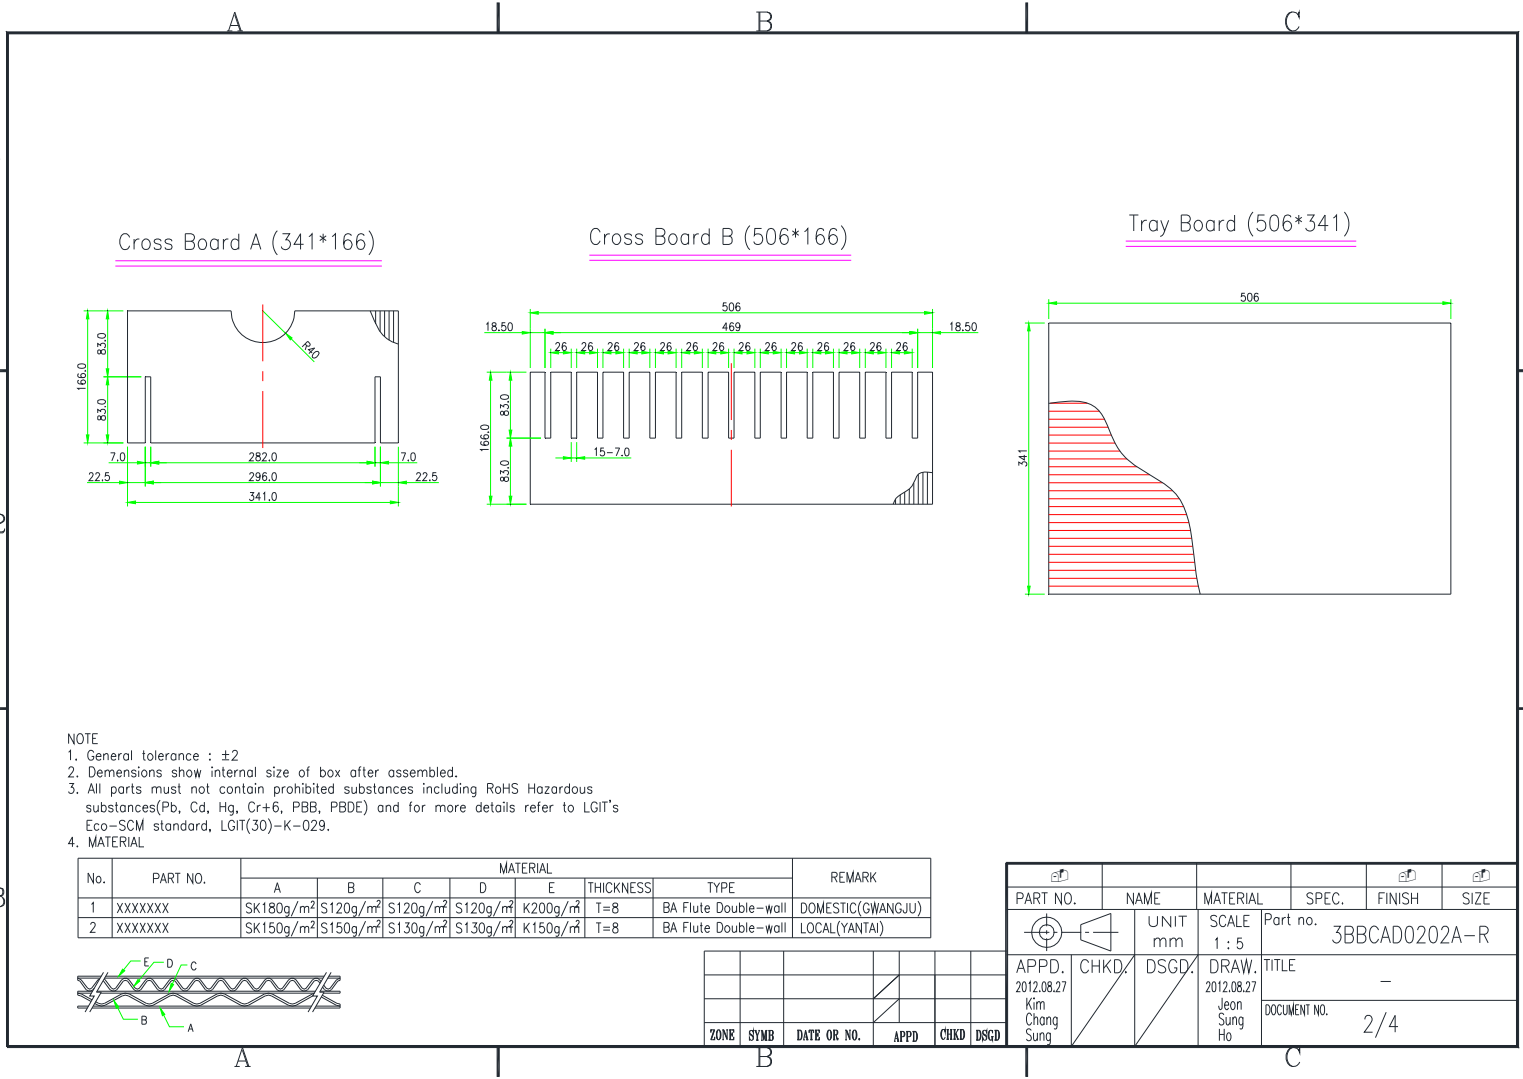 A B C
Cross Board A (341*166)
Cross Board B (506*166)
Tray Board (506*341)
166.0
83.0
83.0
R40
7.0 282.0 7.0
22.5 296.0 22.5
341.0
506
18.50 469 18.50
26 26 26 26 26 26 26 26 26 26 26 26 26 26
166.0
83.0
83.0
15-7.0
506
341
NOTE
1. General tolerance : ±2
2. Demensions show internal size of box after assembled.
3. All parts must not contain prohibited substances including RoHS Hazardous
substances(Pb, Cd, Hg, Cr+6, PBB, PBDE) and for more details refer to LGIT's
Eco-SCM standard, LGIT(30)-K-029.
4. MATERIAL
No. PART NO. MATERIAL REMARK
A B C D E THICKNESS TYPE
1 XXXXXXX SK180g/m² S120g/m² S120g/m² S120g/m² K200g/m² T=8 BA Flute Double-wall DOMESTIC(GWANGJU)
2 XXXXXXX SK150g/m² S150g/m² S130g/m² S130g/m² K150g/m² T=8 BA Flute Double-wall LOCAL(YANTAI)
E D C
B A
ZONE SYMB DATE OR NO. APPD CHKD DSGD
PART NO. NAME MATERIAL SPEC. FINISH SIZE
UNIT
mm
SCALE
1 : 5
Part no.
3BBCAD0202A-R
APPD. CHKD. DSGD. DRAW.
2012.08.27
Kim
Chang
Sung
2012.08.27
Jeon
Sung
Ho
TITLE
-
DOCUMENT NO.
2/4
A B C